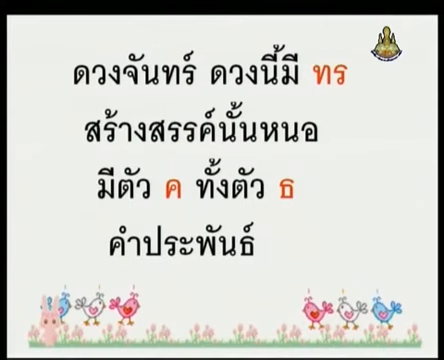 ดวงจันทร์ ดวงนี้มี ทร
สร้างสรรค์นั้นหนอ
มีตัว ค ทั้งตัว ธ
คำประพันธ์